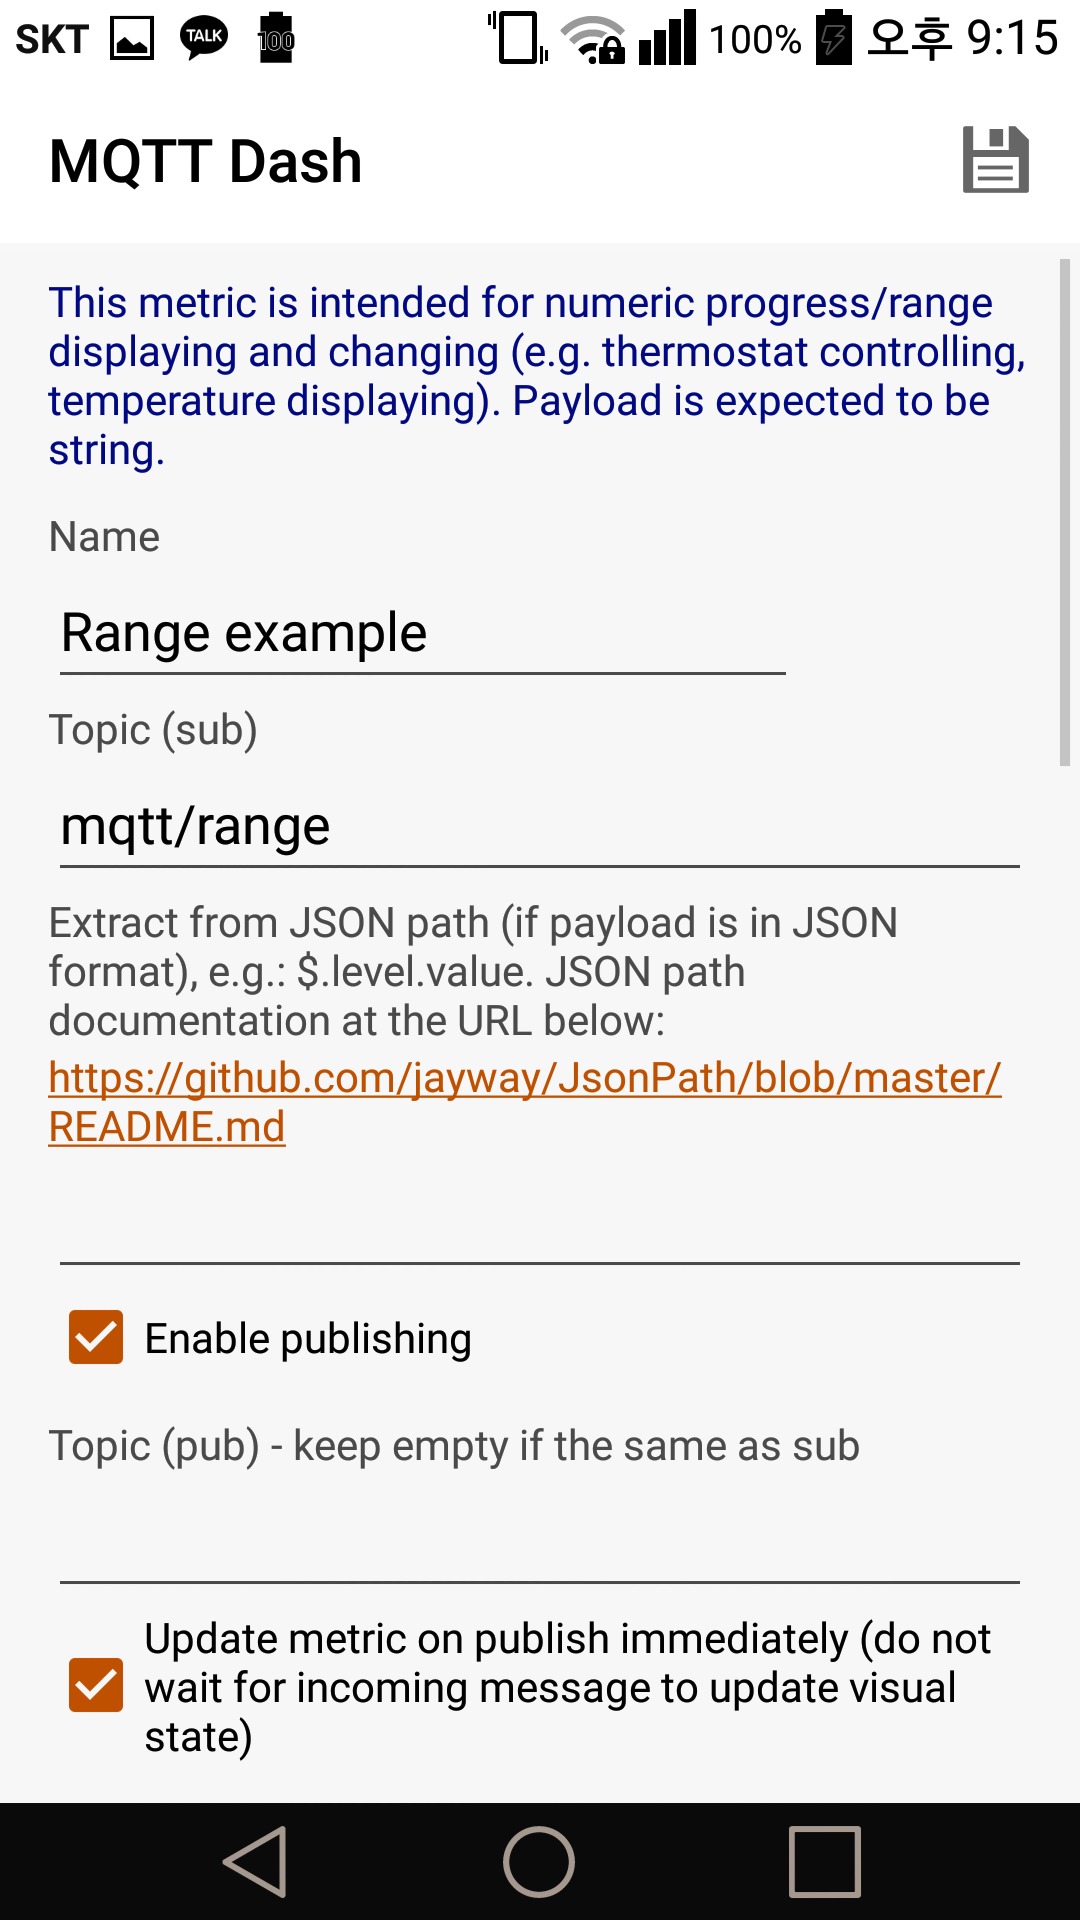 SKT TALK 100 100% 오후 9:15
MQTT Dash
This metric is intended for numeric progress/range
displaying and changing (e.g. thermostat controlling,
temperature displaying). Payload is expected to be
string.
Name
Range example
Topic (sub)
mqtt/range
Extract from JSON path (if payload is in JSON
format), e.g.: $.level.value. JSON path
documentation at the URL below:
https://github.com/jayway/JsonPath/blob/master/
README.md
Enable publishing
Topic (pub) - keep empty if the same as sub
Update metric on publish immediately (do not
wait for incoming message to update visual
state)